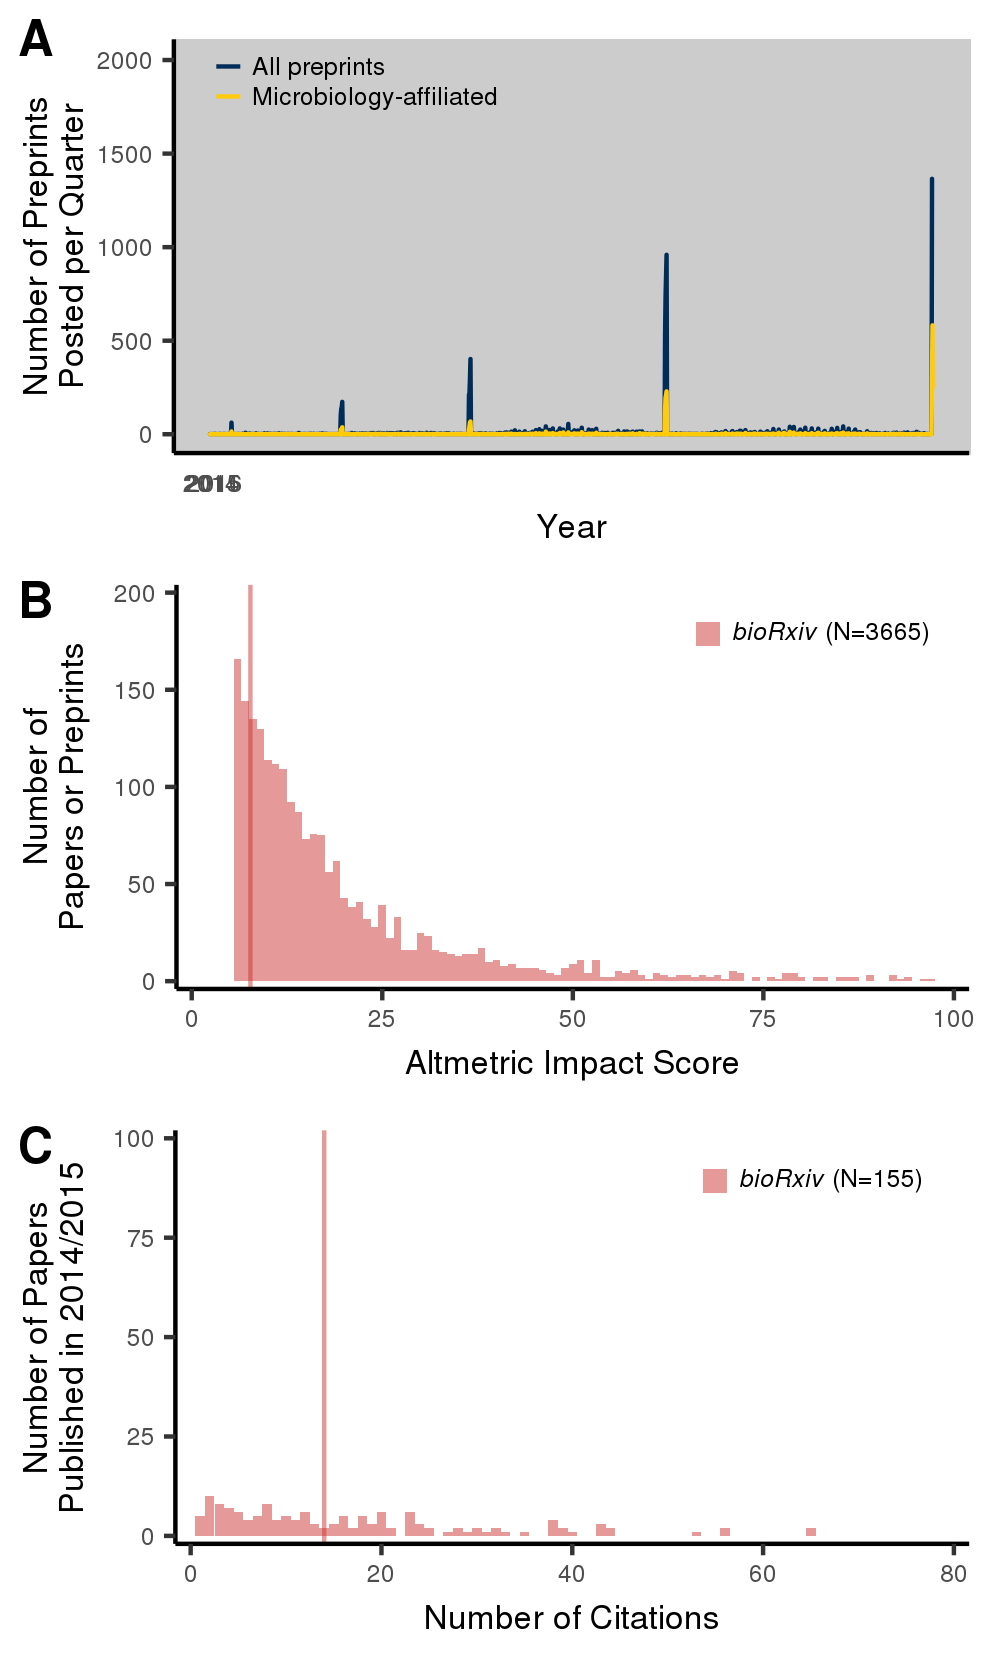 A
Number of Preprints
Posted per Quarter
2000
1500
1000
500
0
All preprints
Microbiology-affiliated
Year
B
Number of
Papers or Preprints
200
150
100
50
0
bioRxiv (N=3665)
0 25 50 75 100
Altmetric Impact Score
C
Number of Papers
Published in 2014/2015
100
75
50
25
0
bioRxiv (N=155)
0 20 40 60 80
Number of Citations